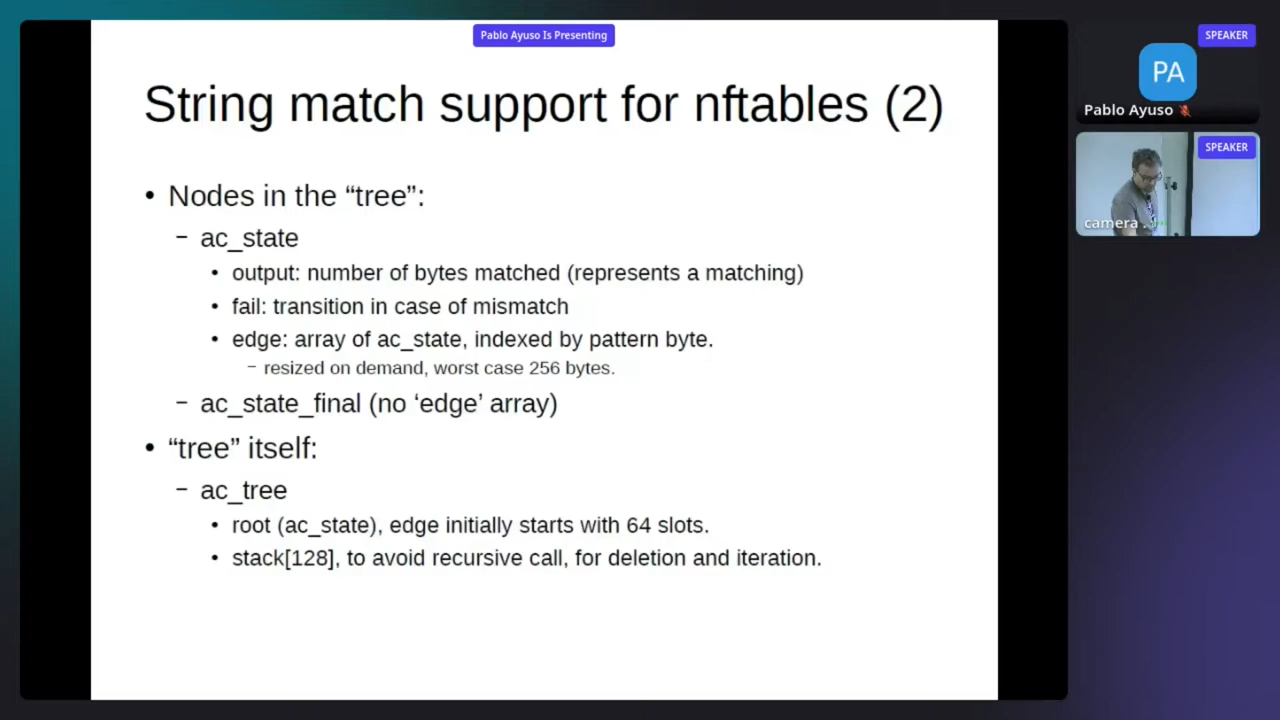 Pablo Ayuso Is Presenting
String match support for nftables (2)
• Nodes in the “tree”:
– ac_state
• output: number of bytes matched (represents a matching)
• fail: transition in case of mismatch
• edge: array of ac_state, indexed by pattern byte.
– resized on demand, worst case 256 bytes.
– ac_state_final (no ‘edge’ array)
• “tree” itself:
– ac_tree
• root (ac_state), edge initially starts with 64 slots.
• stack[128], to avoid recursive call, for deletion and iteration.
SPEAKER
PA
Pablo Ayuso
SPEAKER
camera .